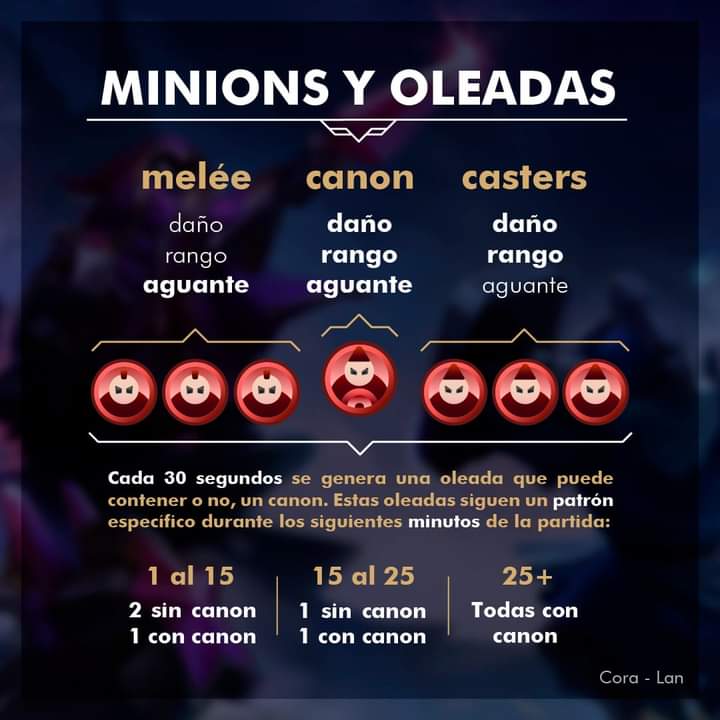 MINIONS Y OLEADAS
melée
daño
rango
aguante
canon
daño
rango
aguante
casters
daño
rango
aguante
Cada 30 segundos se genera una oleada que puede
contener o no, un canon. Estas oleadas siguen un patrón
específico durante los siguientes minutos de la partida:
1 al 15
2 sin canon
1 con canon
15 al 25
1 sin canon
1 con canon
25+
Todas con
canon
Cora - Lan